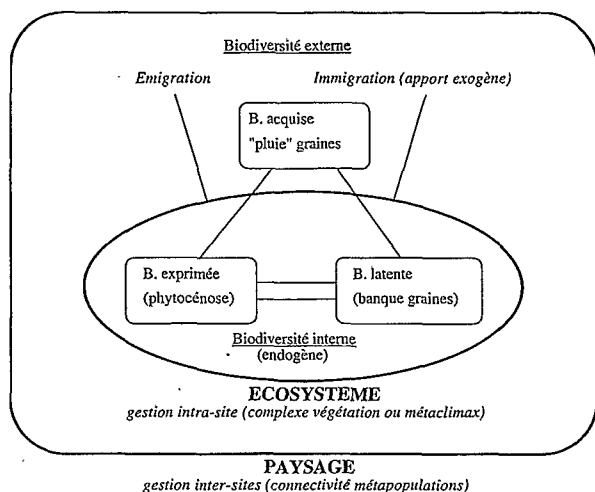 Biodiversité externe
Emigration
Immigration (apport exogène)
B. acquise
"pluie" graines
B. exprimée
(phytocénose)
B. latente
(banque graines)
Biodiversité interne
(endogène)
ECOSYSTEME
gestion intra-site (complexe végétation ou métaclimax)
PAYSAGE
gestion inter-sites (connectivité métapopulations)